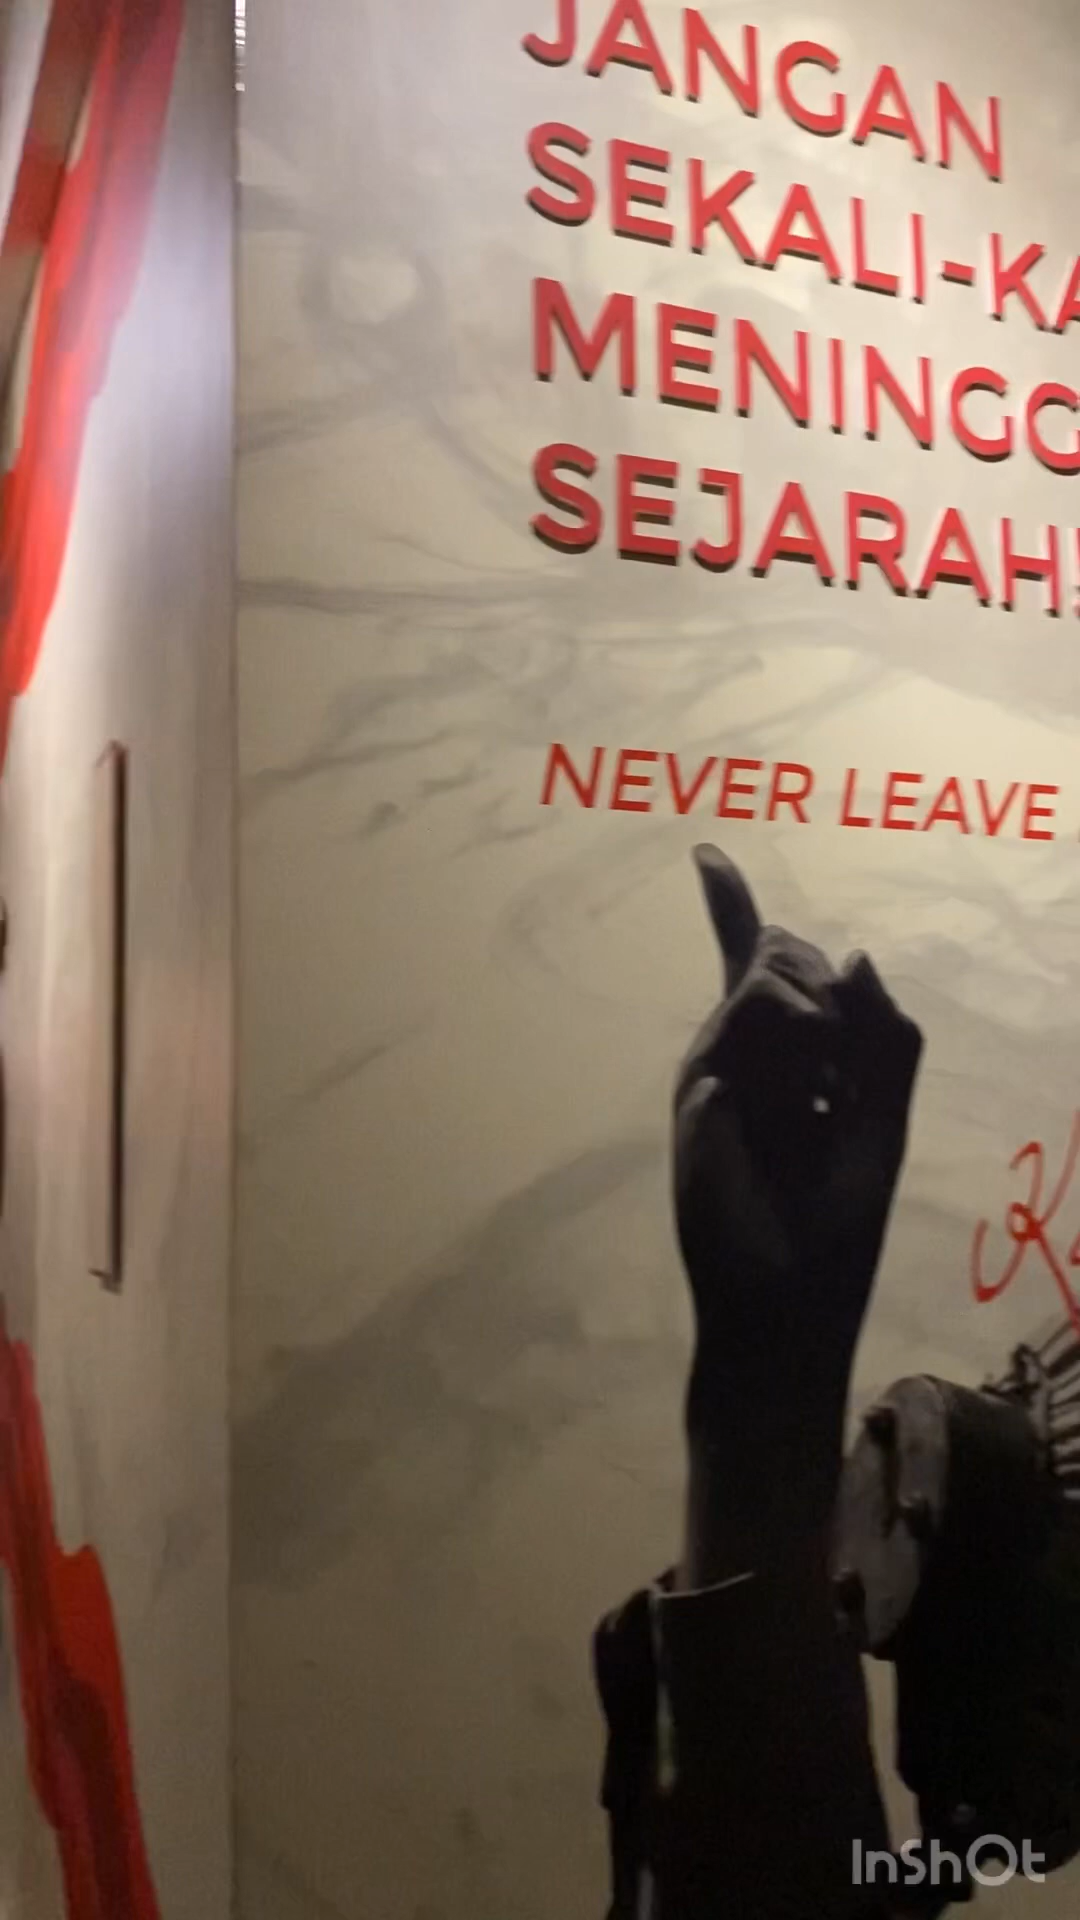 JANGAN
SEKALI-KA
MENINGG
SEJARAH!
NEVER LEAVE
InShOt